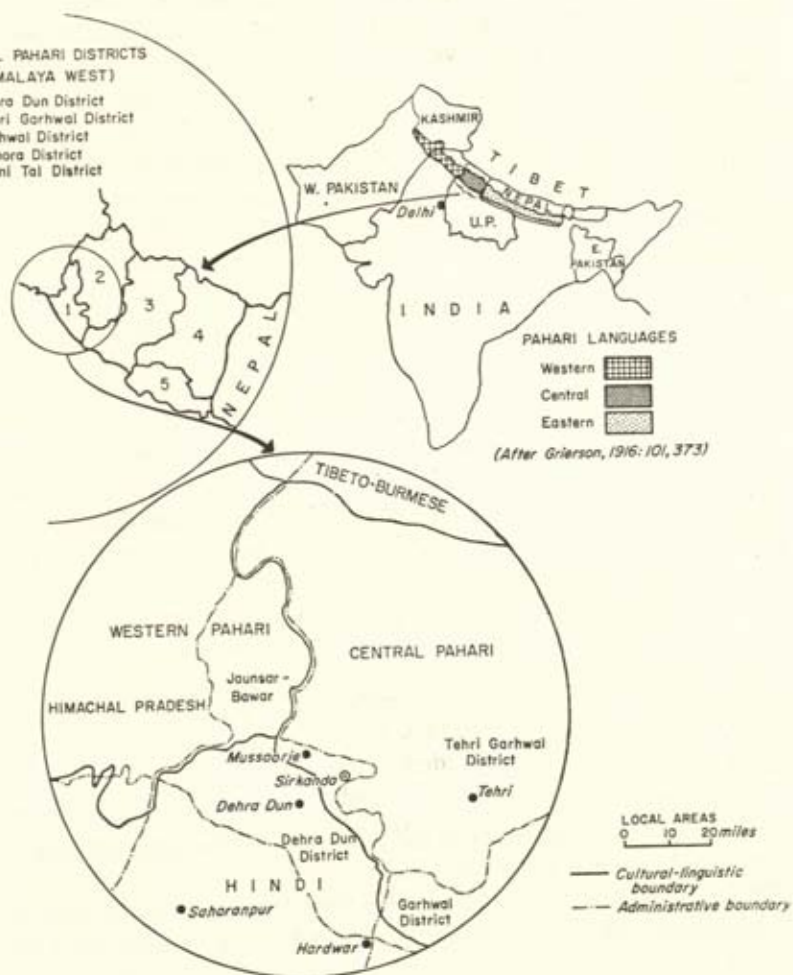 L PAHARI DISTRICTS
MALAYA WEST)
ra Dun District
ri Garhwal District
hwal District
ora District
ni Tal District
KASHMIR
TIBET
W. PAKISTAN
NEPAL
Delhi
U.P.
E.
PAKISTAN
INDIA
1
2
3
4
5
NEPAL
PAHARI LANGUAGES
Western
Central
Eastern
(After Grierson, 1916: 101, 373)
TIBETO-BURMESE
WESTERN PAHARI
CENTRAL PAHARI
Jaunsar-
Bawar
HIMACHAL PRADESH
Mussoorie
Sirkanda
Tehri Garhwal
District
Tehri
Dehra Dun
Dehra Dun
District
HINDI
Garhwal
District
Saharanpur
Hardwar
LOCAL AREAS
0 10 20 miles
Cultural-linguistic
boundary
Administrative boundary